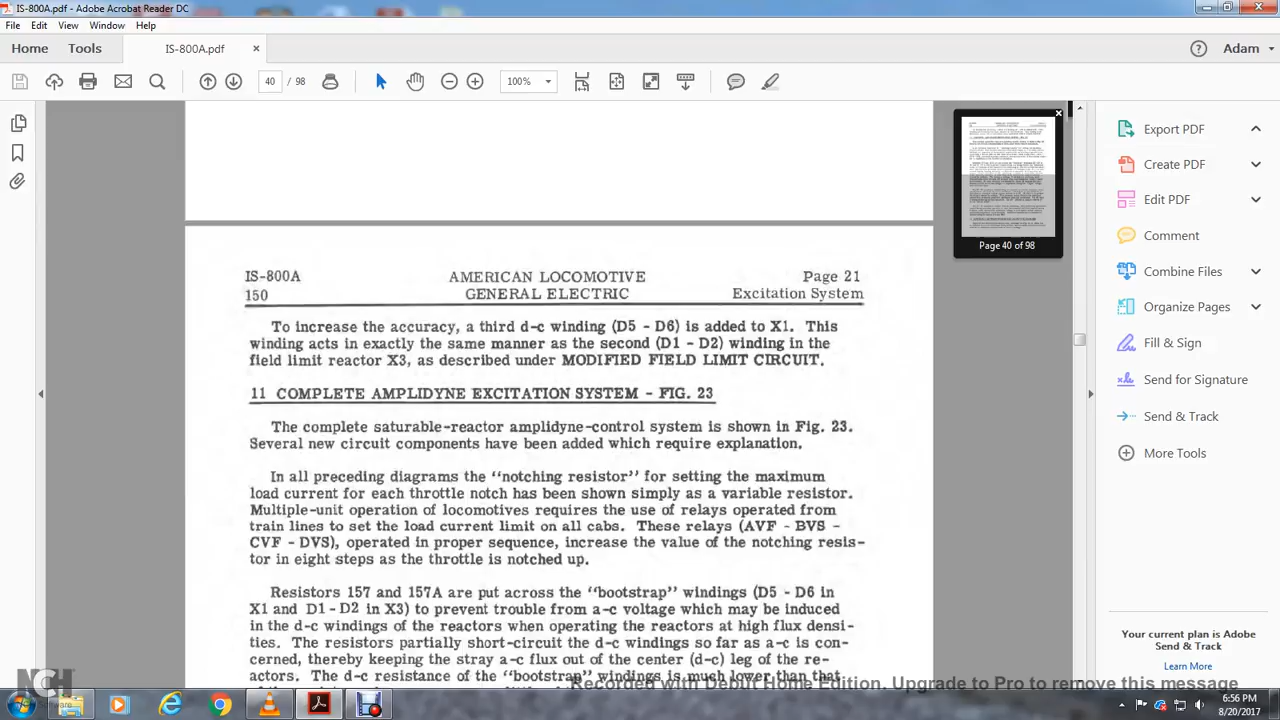 IS-800A.pdf - Adobe Acrobat Reader DC
File Edit View Window Help
Home Tools IS-800A.pdf × Adam
40 / 98 100%
Page 40 of 98
IS-800A AMERICAN LOCOMOTIVE Page 21
150 GENERAL ELECTRIC Excitation System
To increase the accuracy, a third d-c winding (D5 - D6) is added to X1. This
winding acts in exactly the same manner as the second (D1 - D2) winding in the
field limit reactor X3, as described under MODIFIED FIELD LIMIT CIRCUIT.
11 COMPLETE AMPLIDYNE EXCITATION SYSTEM - FIG. 23
The complete saturable-reactor amplidyne-control system is shown in Fig. 23.
Several new circuit components have been added which require explanation.
In all preceding diagrams the "notching resistor" for setting the maximum
load current for each throttle notch has been shown simply as a variable resistor.
Multiple-unit operation of locomotives requires the use of relays operated from
train lines to set the load current limit on all cabs. These relays (AVF - BVS -
CVF - DVS), operated in proper sequence, increase the value of the notching resis-
tor in eight steps as the throttle is notched up.
Resistors 157 and 157A are put across the "bootstrap" windings (D5 - D6 in
X1 and D1 - D2 in X3) to prevent trouble from a-c voltage which may be induced
in the d-c windings of the reactors when operating the reactors at high flux densi-
ties. The resistors partially short-circuit the d-c windings so far as a-c is con-
cerned, thereby keeping the stray a-c flux out of the center (d-c) leg of the re-
actors. The d-c resistance of the "bootstrap" windings is much lower than that
Export PDF
Create PDF
Edit PDF
Comment
Combine Files
Organize Pages
Fill & Sign
Send for Signature
Send & Track
More Tools
Your current plan is Adobe
Send & Track
Learn More
NCH
Recorded with Debut Home Edition. Upgrade to Pro to remove this message
6:56 PM
8/20/2017